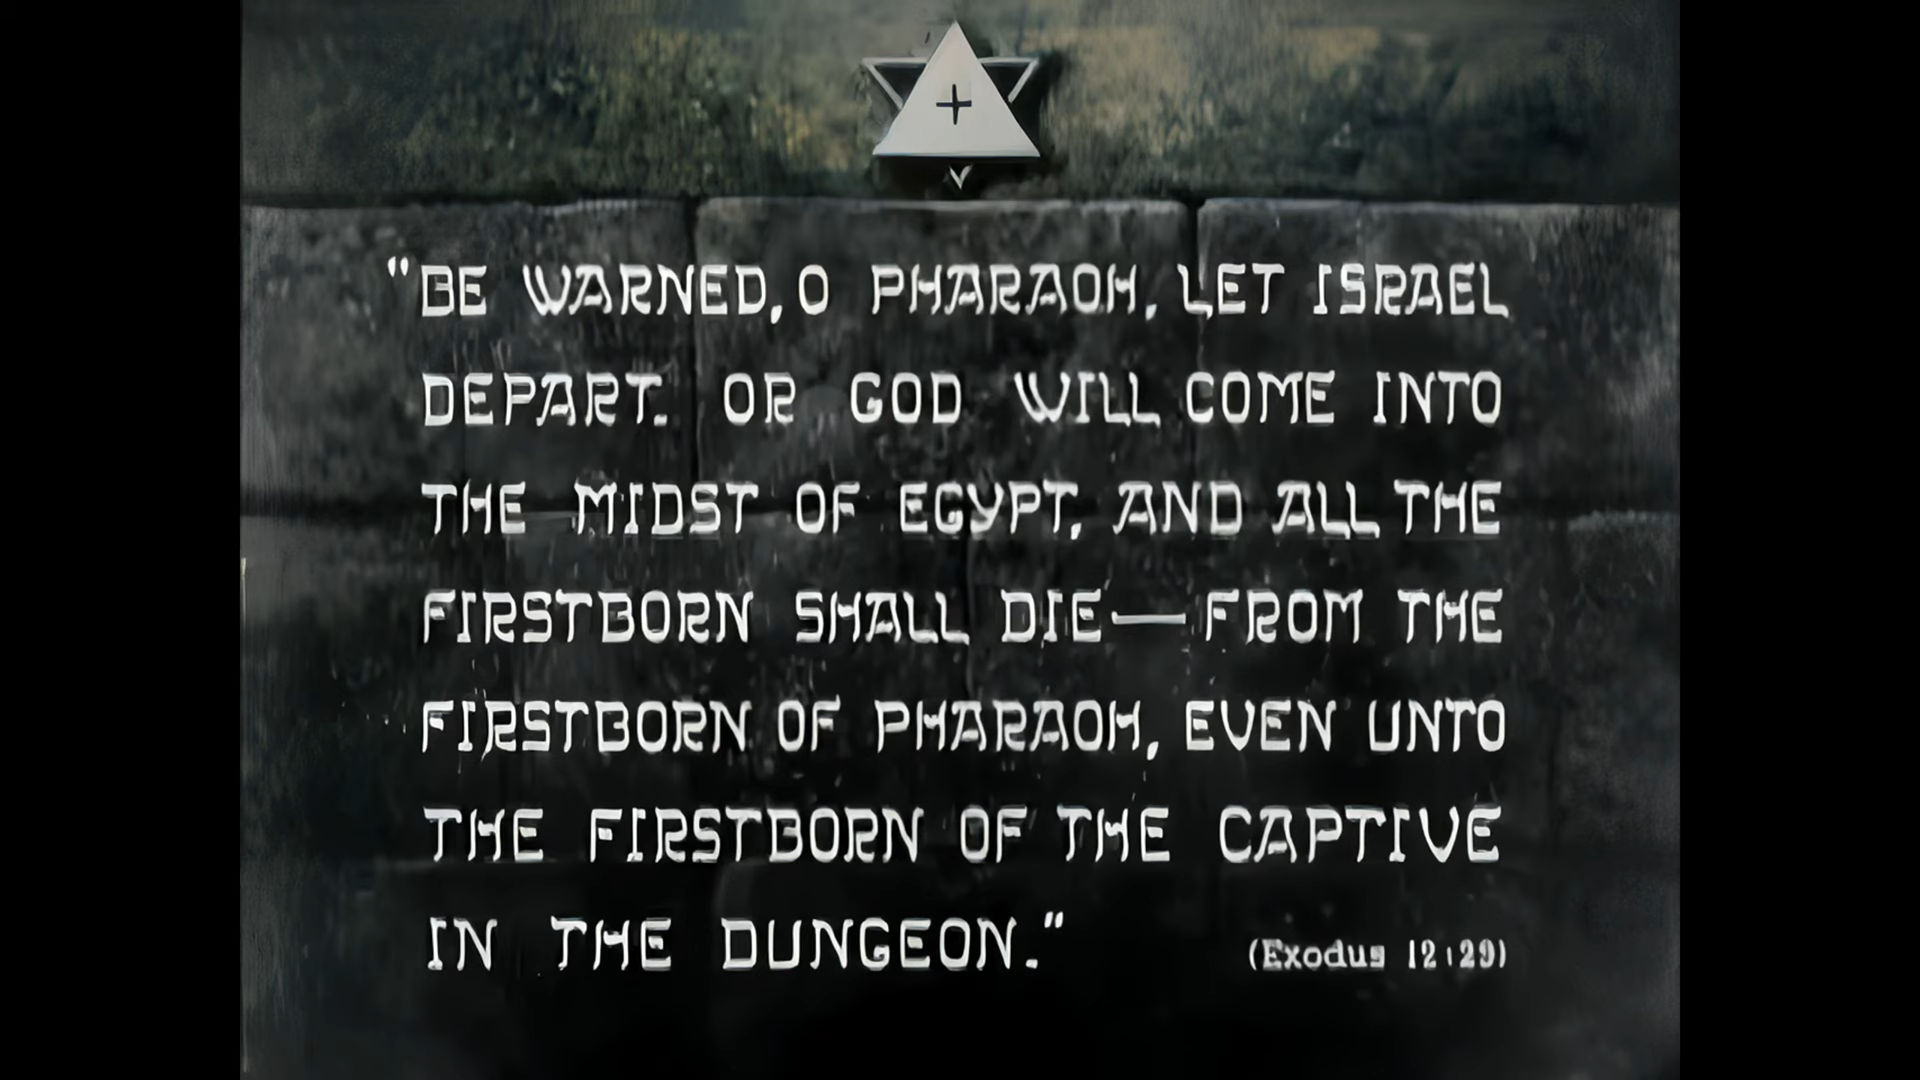 "BE WARNED, O PHARAOH, LET ISRAEL
DEPART. OR GOD WILL COME INTO
THE MIDST OF EGYPT, AND ALL THE
FIRSTBORN SHALL DIE—FROM THE
FIRSTBORN OF PHARAOH, EVEN UNTO
THE FIRSTBORN OF THE CAPTIVE
IN THE DUNGEON." (Exodus 12:29)